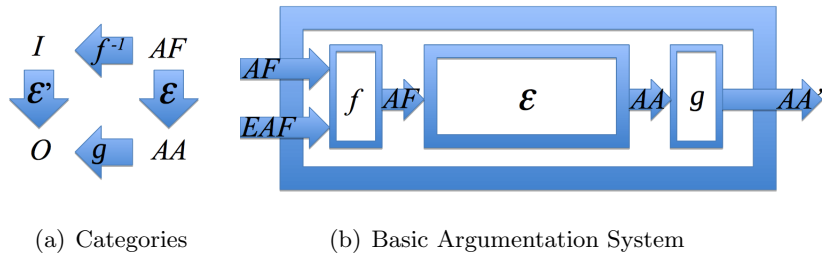 I f⁻¹ AF
ε' ε
O g AA
AF
EAF
f AF ε AA g AA'
(a) Categories
(b) Basic Argumentation System